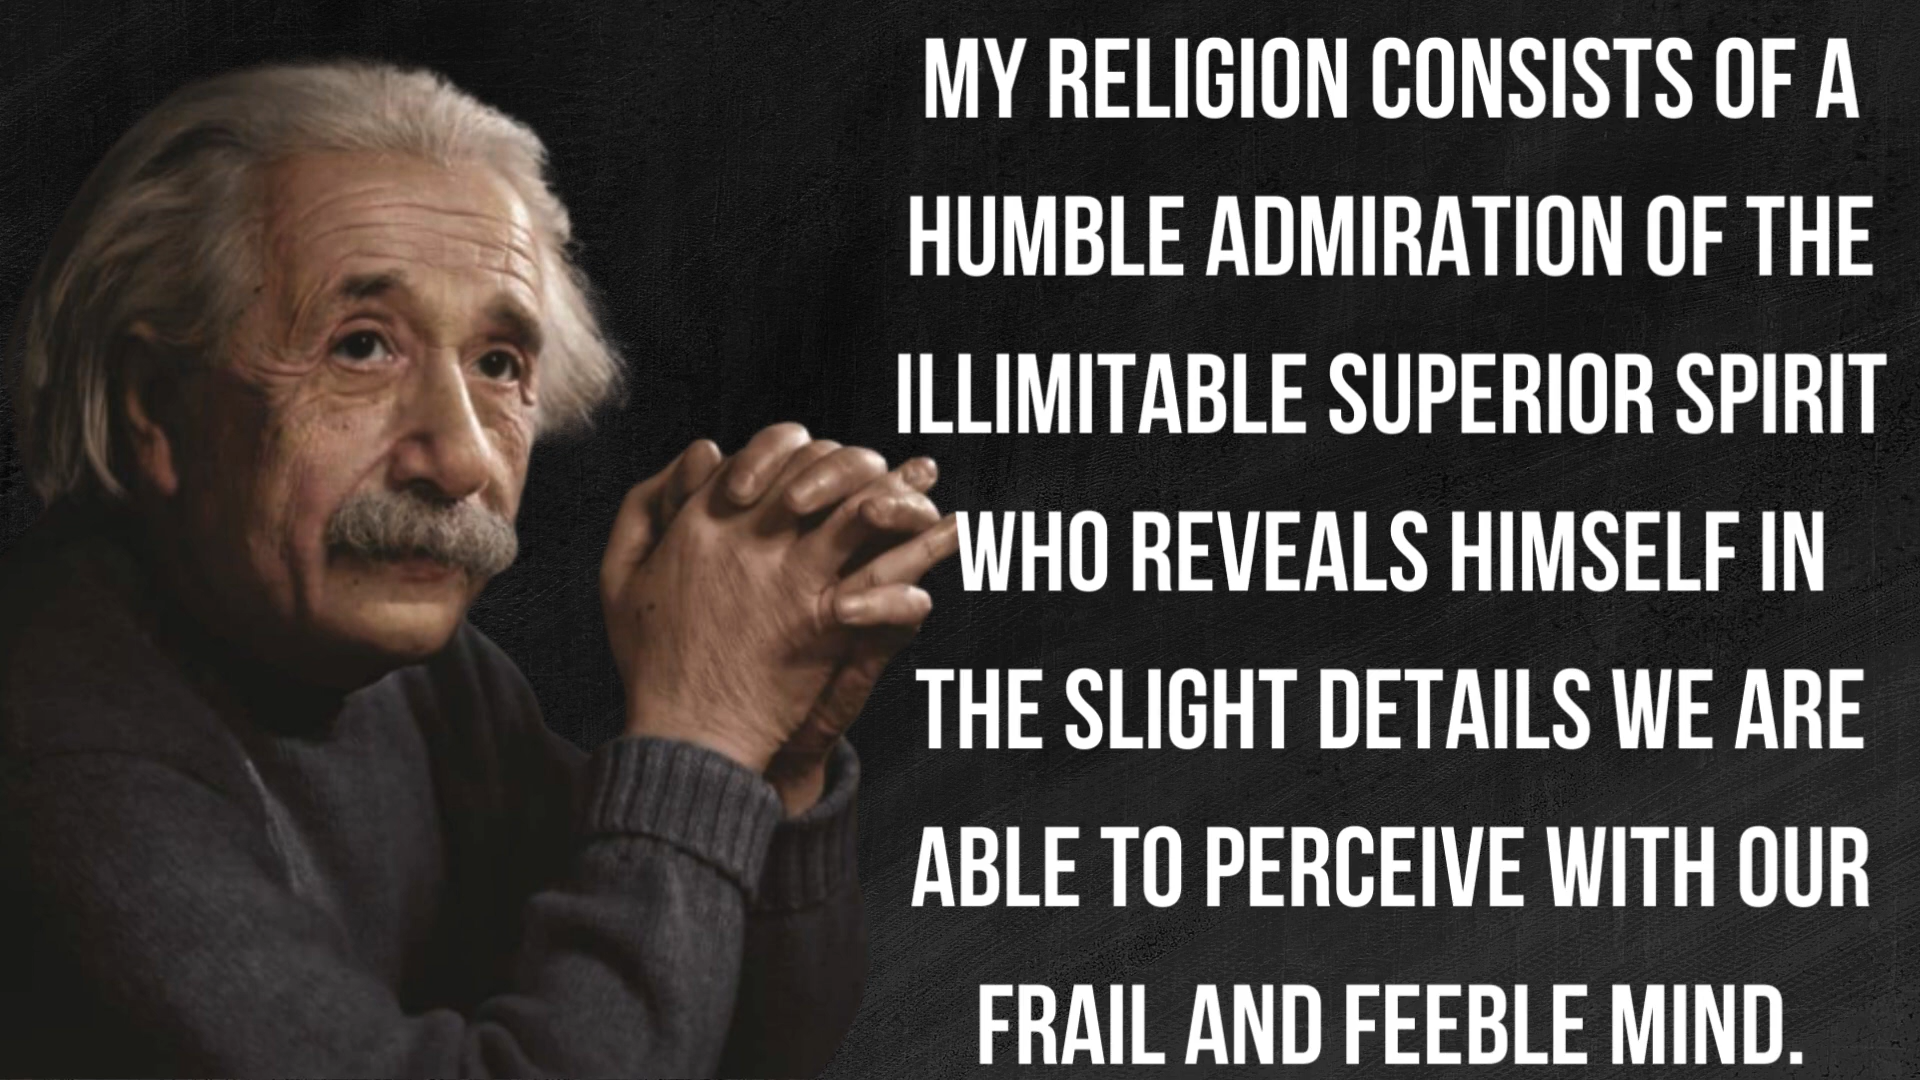 MY RELIGION CONSISTS OF A
HUMBLE ADMIRATION OF THE
ILLIMITABLE SUPERIOR SPIRIT
WHO REVEALS HIMSELF IN
THE SLIGHT DETAILS WE ARE
ABLE TO PERCEIVE WITH OUR
FRAIL AND FEEBLE MIND.